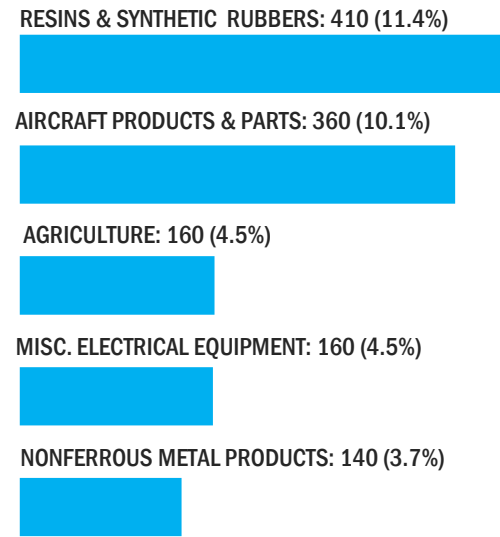 RESINS & SYNTHETIC RUBBERS: 410 (11.4%)
AIRCRAFT PRODUCTS & PARTS: 360 (10.1%)
AGRICULTURE: 160 (4.5%)
MISC. ELECTRICAL EQUIPMENT: 160 (4.5%)
NONFERROUS METAL PRODUCTS: 140 (3.7%)